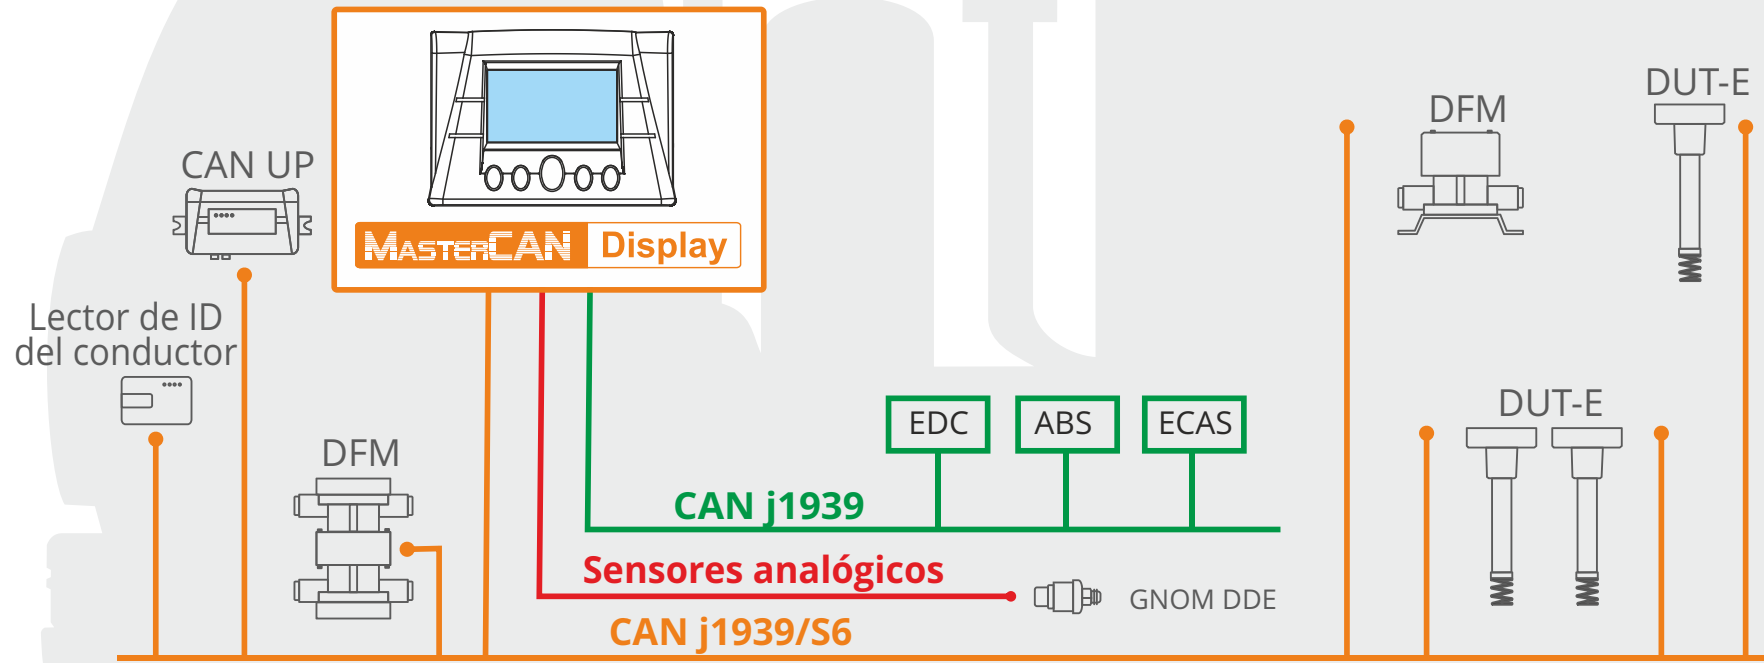 DUT-E
DFM
CAN UP
MASTERCAN Display
Lector de ID
del conductor
DUT-E
EDC
ABS
ECAS
DFM
CAN j1939
Sensores analógicos
GNOM DDE
CAN j1939/S6